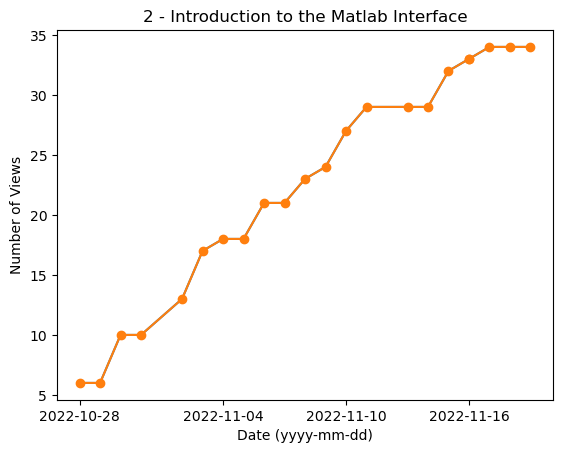 2 - Introduction to the Matlab Interface
Number of Views
35
30
25
20
15
10
5
2022-10-28 2022-11-04 2022-11-10 2022-11-16
Date (yyyy-mm-dd)